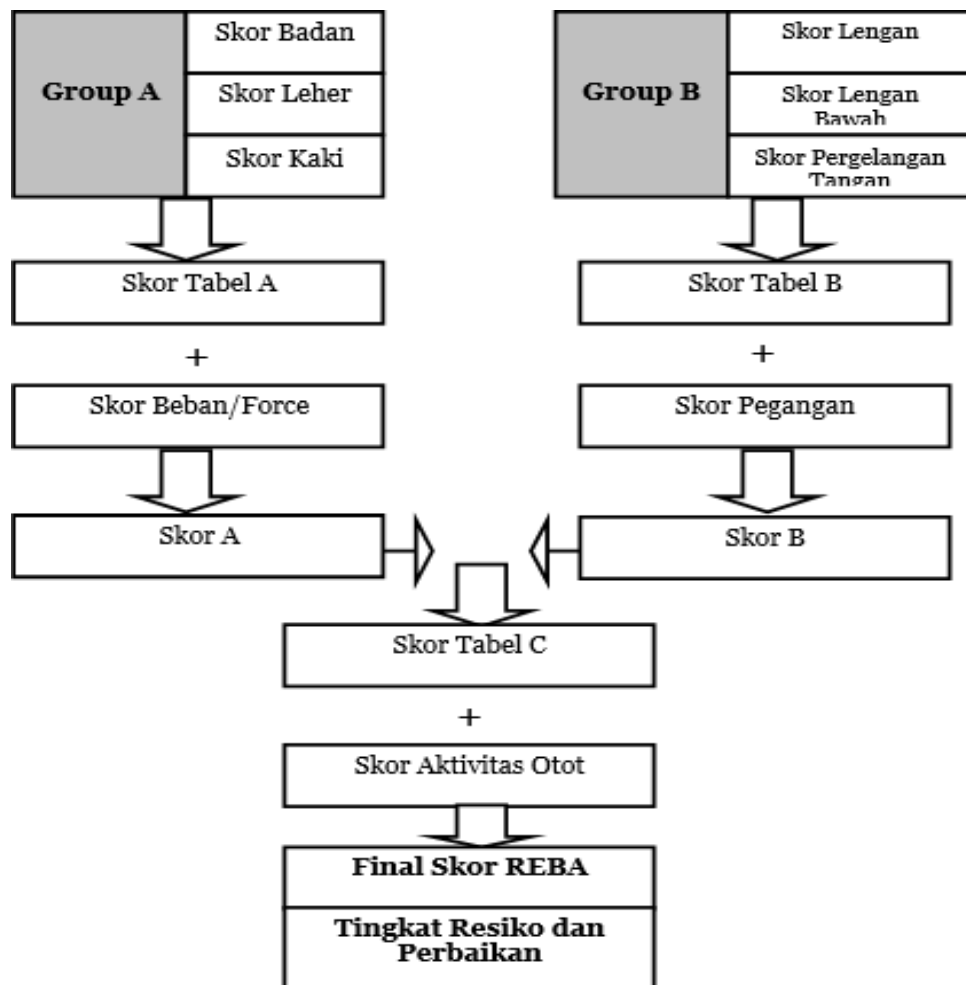 Group A
Skor Badan
Skor Leher
Skor Kaki
Group B
Skor Lengan
Skor Lengan
Bawah
Skor Pergelangan
Tangan
Skor Tabel A
Skor Tabel B
+
+
Skor Beban/Force
Skor Pegangan
Skor A
Skor B
Skor Tabel C
+
Skor Aktivitas Otot
Final Skor REBA
Tingkat Resiko dan
Perbaikan